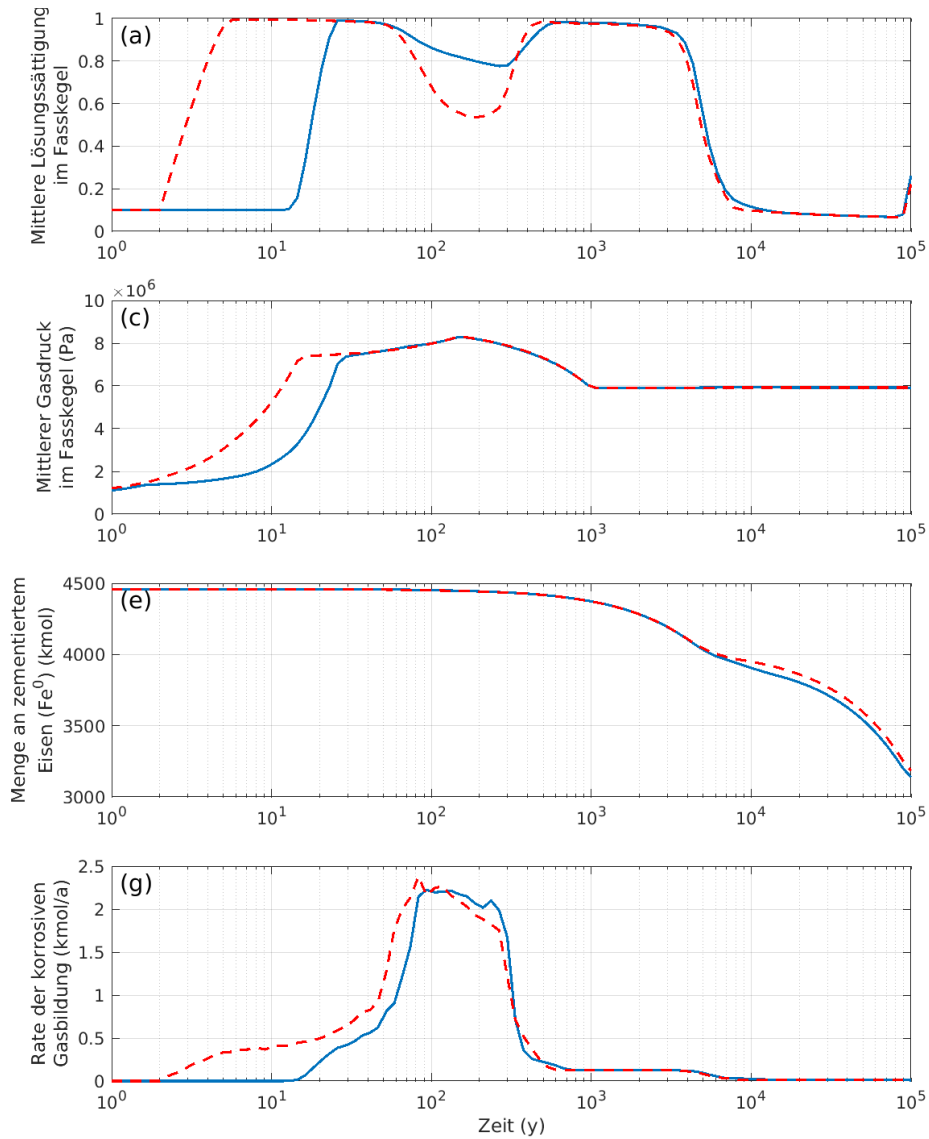 (a)
Mittlere Lösungssättigung
im Fasskegel
1
0.8
0.6
0.4
0.2
0
10^0 10^1 10^2 10^3 10^4 10^5
×10^6
(c)
Mittlerer Gasdruck
im Fasskegel (Pa)
10
8
6
4
2
0
10^0 10^1 10^2 10^3 10^4 10^5
(e)
Menge an zementiertem
Eisen (Fe^0) (kmol)
4500
4000
3500
3000
10^0 10^1 10^2 10^3 10^4 10^5
(g)
Rate der korrosiven
Gasbildung (kmol/a)
2.5
2
1.5
1
0.5
0
10^0 10^1 10^2 10^3 10^4 10^5
Zeit (y)